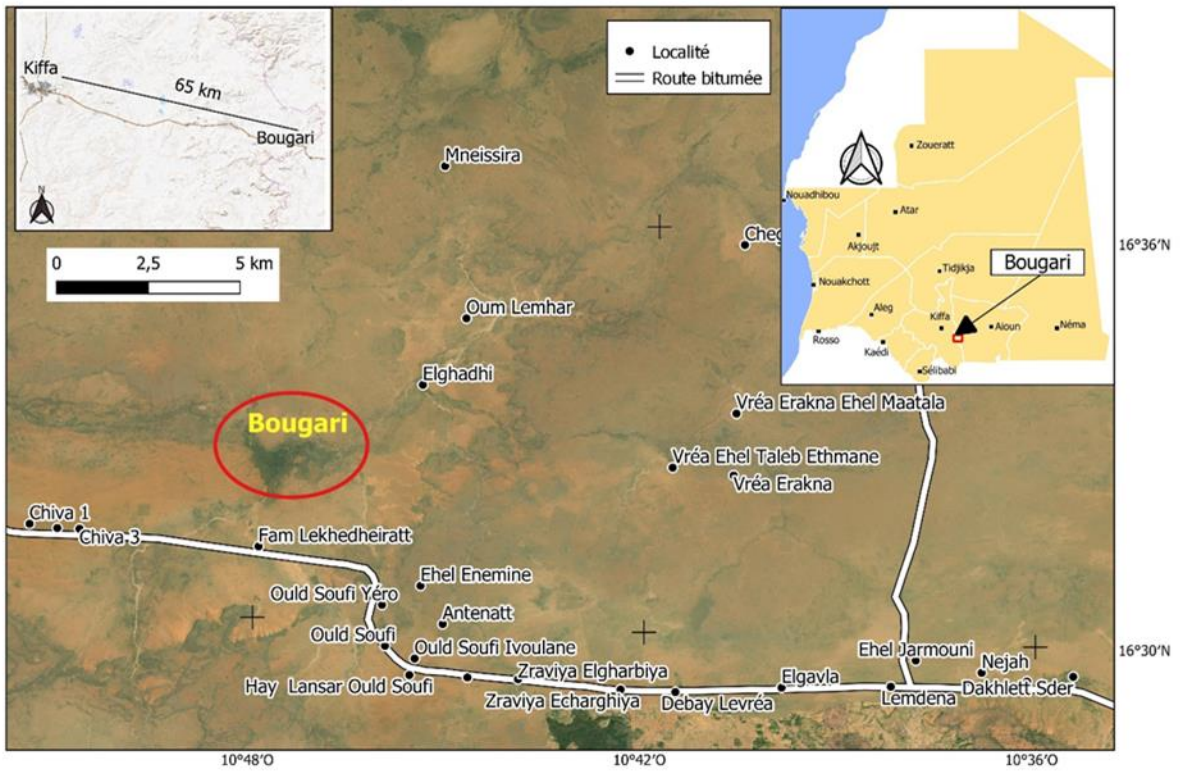 Kiffa
65 km
Bougari
N
0 2,5 5 km
Localité
Route bitumée
Zoueratt
Nouadhibou
Atar
Akjoujt
Tidjikja
Bougari
Nouakchott
Aleg
Kiffa
Aioun
Néma
Rosso
Kaédi
Sélibabi
Mneissira
Cheg
16°36'N
Oum Lemhar
Elghadhi
Bougari
Vréa Erakna Ehel Maatala
Vréa Ehel Taleb Ethmane
Vréa Erakna
Chiva 1
Chiva 3
Fam Lekhedheiratt
Ehel Enemine
Ould Soufi Yéro
Antenatt
Ould Soufi
Ould Soufi Ivoulane
Hay Lansar Ould Soufi
Zraviya Elgharbiya
Zraviya Echarghiya
Debay Levréa
Elgavla
Ehel Jarmouni
Lemdena
Nejah
Dakhlett Sder
16°30'N
10°48'O
10°42'O
10°36'O